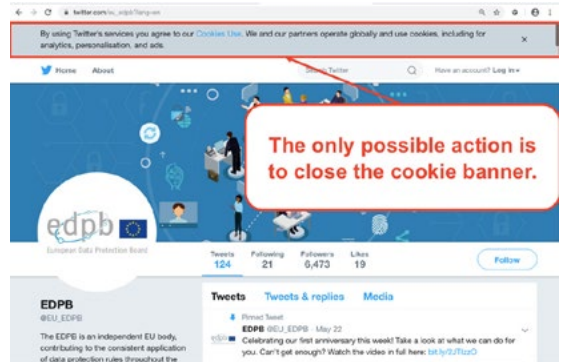 twitter.com/eu_edpb?lang=en
By using Twitter's services you agree to our Cookies Use. We and our partners operate globally and use cookies, including for
analytics, personalisation, and ads.
Home About Search Twitter Have an account? Log in
The only possible action is
to close the cookie banner.
edpb
European Data Protection Board
Tweets Following Followers Likes
124 21 6,473 19
Follow
EDPB
@EU_EDPB
The EDPB is an independent EU body,
contributing to the consistent application
of data protection rules throughout the
Tweets Tweets & replies Media
Pinned Tweet
EDPB @EU_EDPB · May 22
Celebrating our first anniversary this week! Take a look at what we can do for
you. Can't get enough? Watch the video in full here: